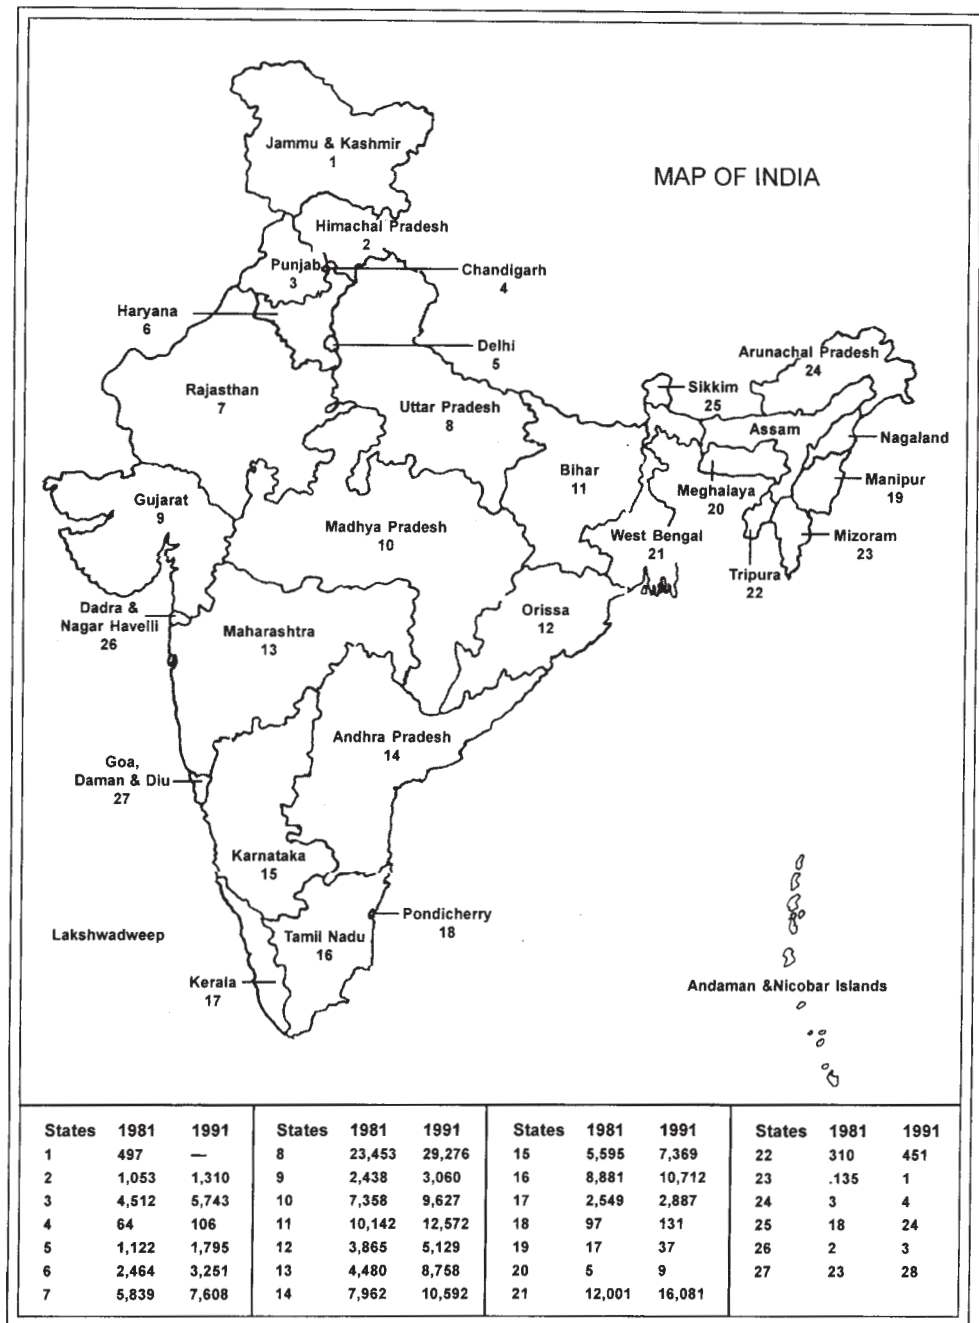 MAP OF INDIA
Jammu & Kashmir
1
Himachal Pradesh
2
Punjab
3
Chandigarh
4
Haryana
6
Delhi
5
Rajasthan
7
Uttar Pradesh
8
Arunachal Pradesh
24
Sikkim
25
Assam
Nagaland
Bihar
11
Meghalaya
20
Manipur
19
Gujarat
9
Madhya Pradesh
10
West Bengal
21
Mizoram
23
Tripura
22
Dadra &
Nagar Havelli
26
Maharashtra
13
Orissa
12
Andhra Pradesh
14
Goa,
Daman & Diu
27
Karnataka
15
Pondicherry
18
Lakshwadweep
Tamil Nadu
16
Kerala
17
Andaman &Nicobar Islands
States 1981 1991
1 497 —
2 1,053 1,310
3 4,512 5,743
4 64 106
5 1,122 1,795
6 2,464 3,251
7 5,839 7,608
States 1981 1991
8 23,453 29,276
9 2,438 3,060
10 7,358 9,627
11 10,142 12,572
12 3,865 5,129
13 4,480 8,758
14 7,962 10,592
States 1981 1991
15 5,595 7,369
16 8,881 10,712
17 2,549 2,887
18 97 131
19 17 37
20 5 9
21 12,001 16,081
States 1981 1991
22 310 451
23 .135 1
24 3 4
25 18 24
26 2 3
27 23 28